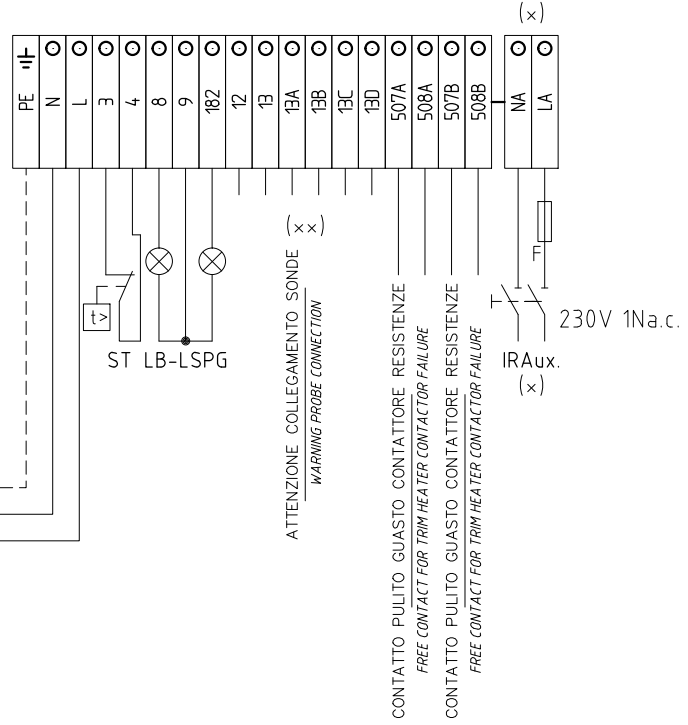 (x)
PE N L 3 4 8 9 182 12 13 13A 13B 13C 13D 507A 508A 507B 508B NA LA
(xx)
F
t>
230V 1Na.c.
ST LB-LSPG
IRAux.
(x)
ATTENZIONE COLLEGAMENTO SONDE
WARNING PROBE CONNECTION
CONTATTO PULITO GUASTO CONTATTORE RESISTENZE
FREE CONTACT FOR TRIM HEATER CONTACTOR FAILURE
CONTATTO PULITO GUASTO CONTATTORE RESISTENZE
FREE CONTACT FOR TRIM HEATER CONTACTOR FAILURE